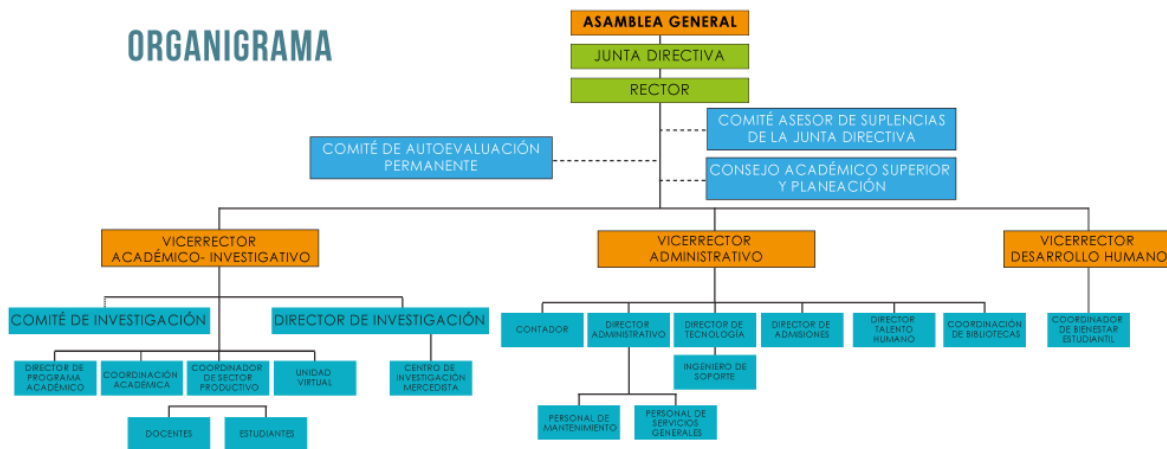 ORGANIGRAMA
ASAMBLEA GENERAL
JUNTA DIRECTIVA
RECTOR
COMITÉ ASESOR DE SUPLENCIAS
DE LA JUNTA DIRECTIVA
COMITÉ DE AUTOEVALUACIÓN
PERMANENTE
CONSEJO ACADÉMICO SUPERIOR
Y PLANEACIÓN
VICERRECTOR
ACADÉMICO- INVESTIGATIVO
VICERRECTOR
ADMINISTRATIVO
VICERRECTOR
DESARROLLO HUMANO
COMITÉ DE INVESTIGACIÓN
DIRECTOR DE INVESTIGACIÓN
CONTADOR
DIRECTOR
ADMINISTRATIVO
DIRECTOR DE
TECNOLOGÍA
DIRECTOR DE
ADMISIONES
DIRECTOR
TALENTO
HUMANO
COORDINACIÓN
DE BIBLIOTECAS
COORDINADOR
DE BIENESTAR
ESTUDIANTIL
DIRECTOR DE
PROGRAMA
ACADÉMICO
COORDINACIÓN
ACADÉMICA
COORDINADOR
DE SECTOR
PRODUCTIVO
UNIDAD
VIRTUAL
CENTRO DE
INVESTIGACIÓN
MERCEDISTA
INGENIERO DE
SOPORTE
DOCENTES
ESTUDIANTES
PERSONAL DE
MANTENIMIENTO
PERSONAL DE
SERVICIOS
GENERALES